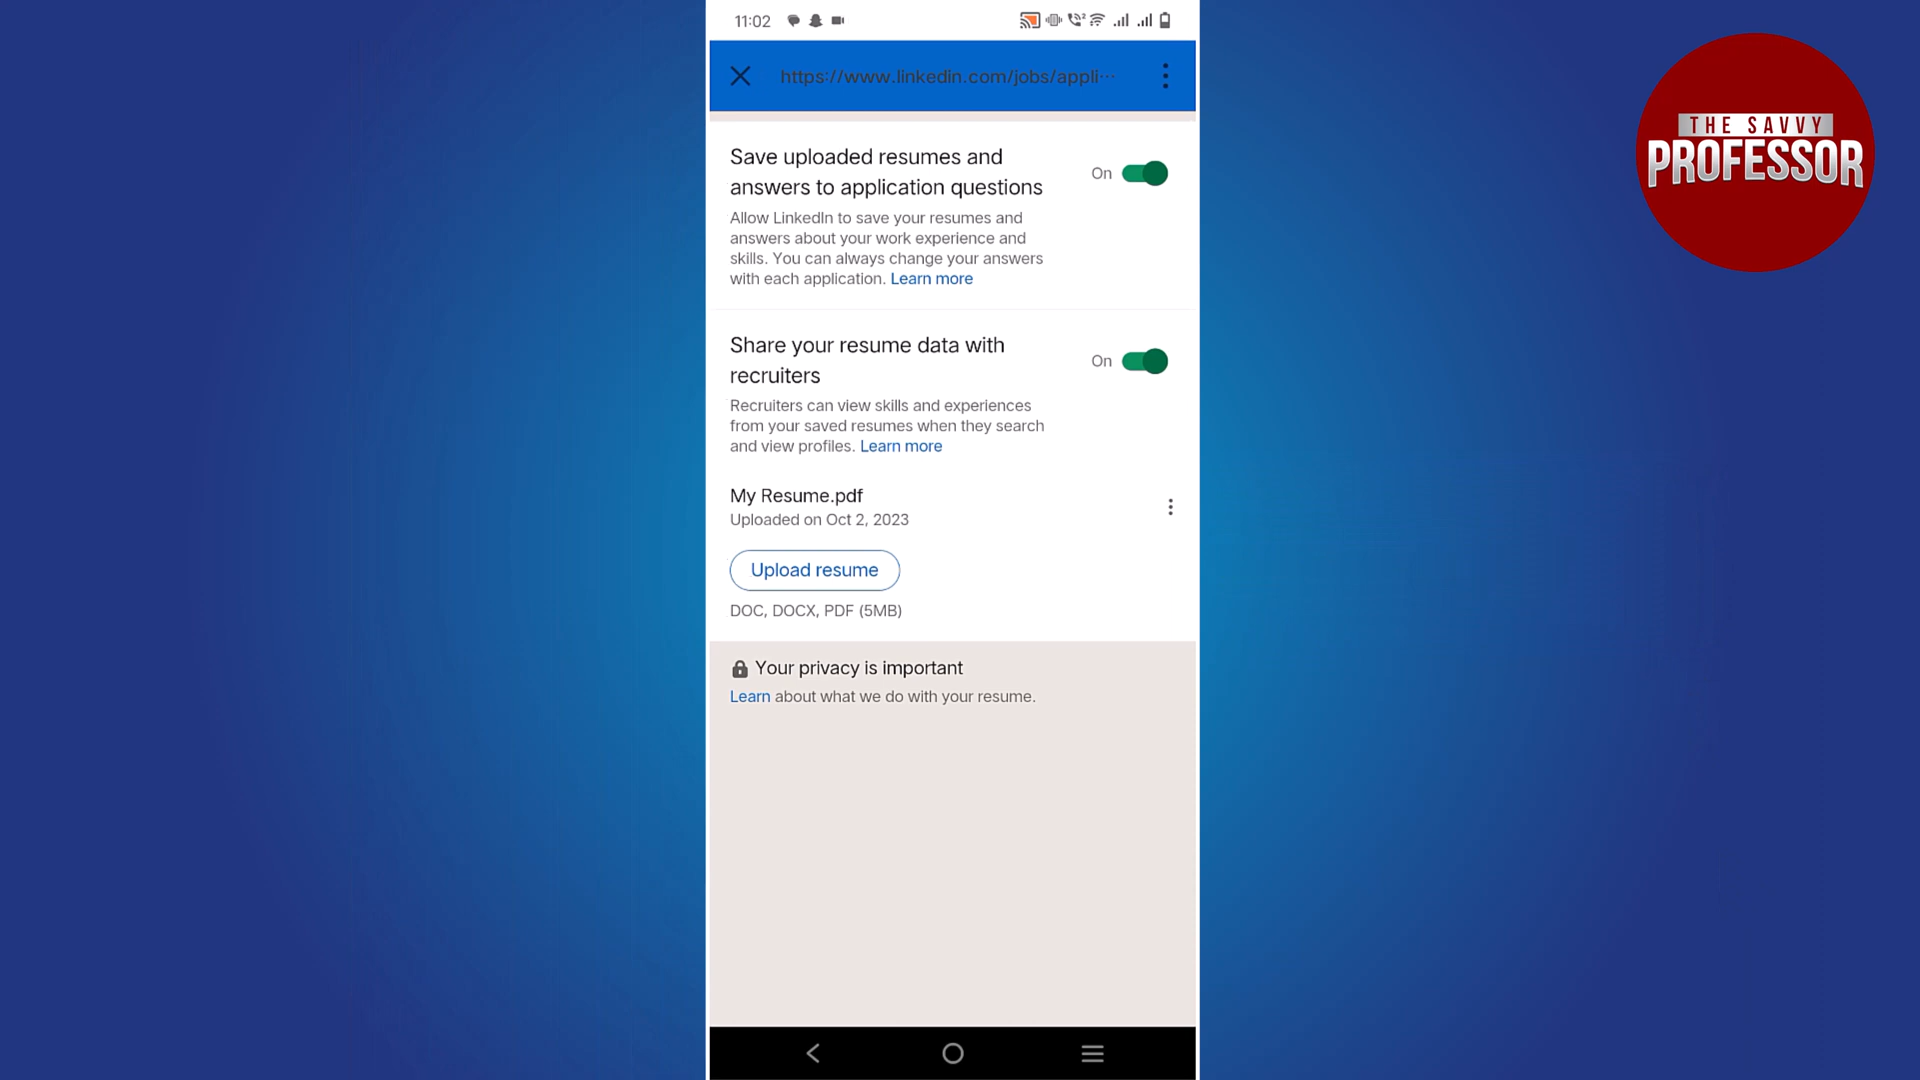 11:02
https://www.linkedin.com/jobs/appli...
THE SAVVY
PROFESSOR
Save uploaded resumes and
answers to application questions
On
Allow LinkedIn to save your resumes and
answers about your work experience and
skills. You can always change your answers
with each application. Learn more
Share your resume data with
recruiters
On
Recruiters can view skills and experiences
from your saved resumes when they search
and view profiles. Learn more
My Resume.pdf
Uploaded on Oct 2, 2023
Upload resume
DOC, DOCX, PDF (5MB)
Your privacy is important
Learn about what we do with your resume.